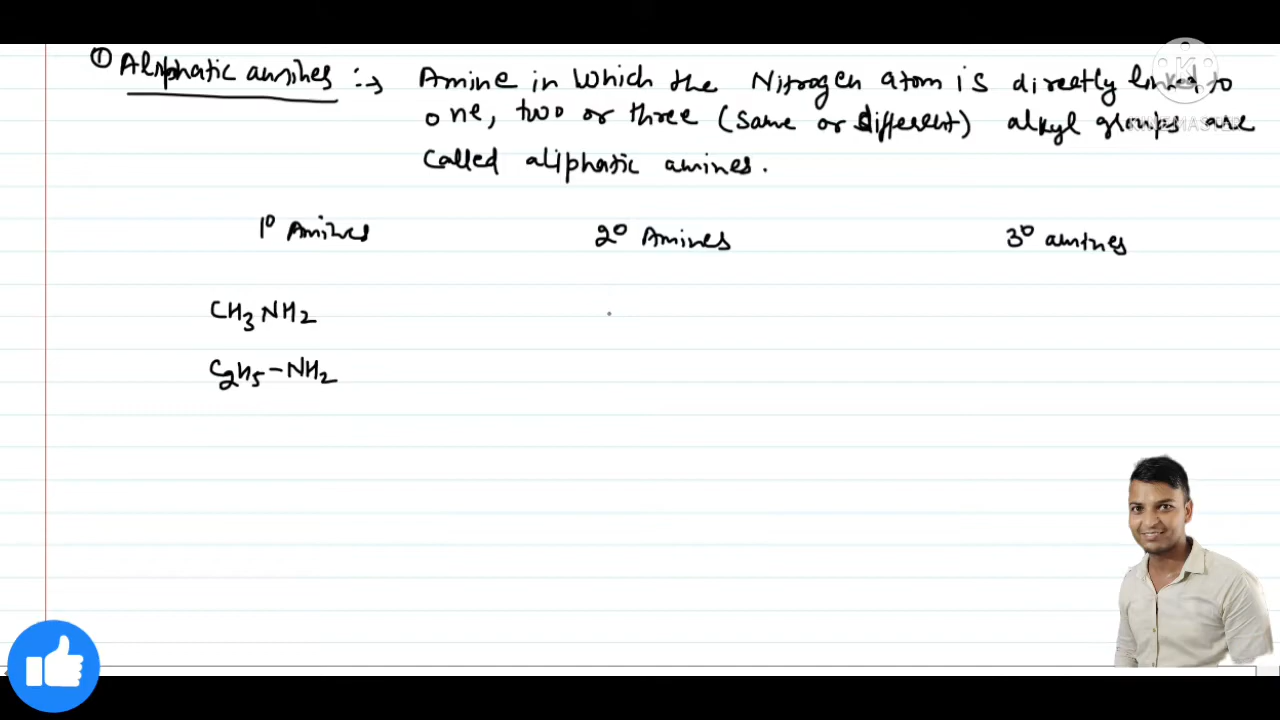 ① Aliphatic amines :→ Amine in which the Nitrogen atom is directly linked to
one, two or three (same or different) alkyl groups are
called aliphatic amines.
1° Amines 2° Amines 3° amines
CH3NH2
C2H5-NH2
KINEMASTER